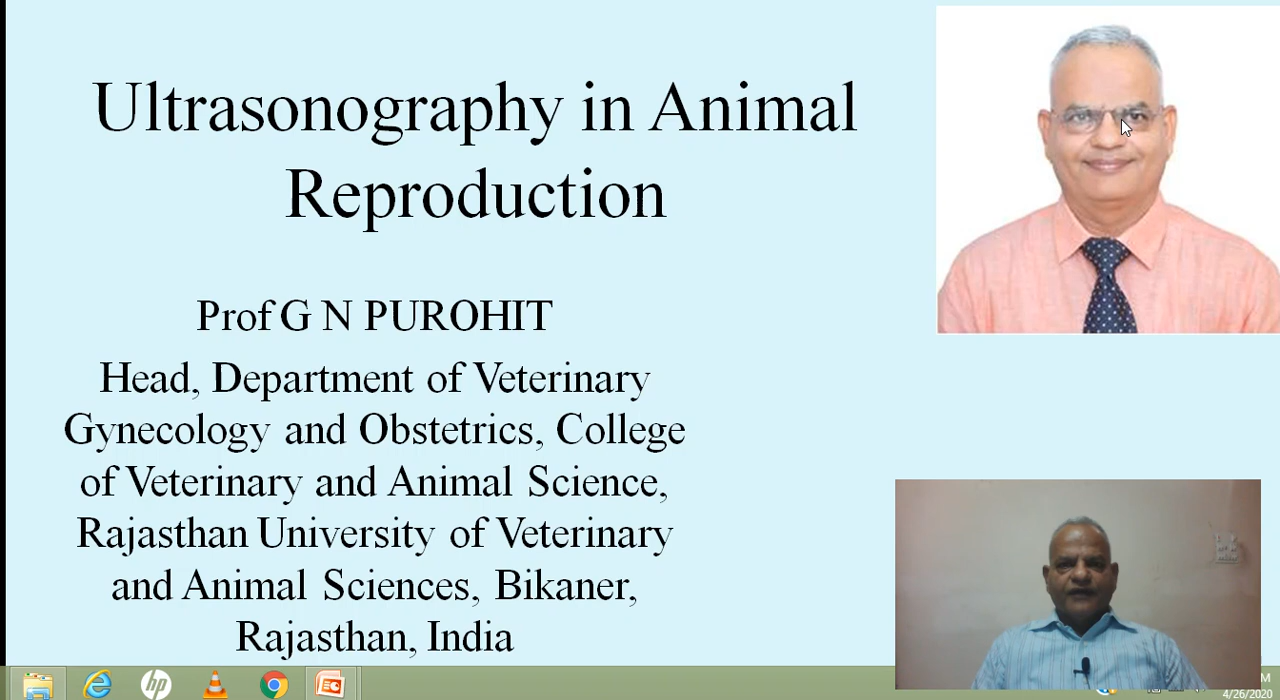 Ultrasonography in Animal
Reproduction
Prof G N PUROHIT
Head, Department of Veterinary
Gynecology and Obstetrics, College
of Veterinary and Animal Science,
Rajasthan University of Veterinary
and Animal Sciences, Bikaner,
Rajasthan, India
hp
4/26/2020